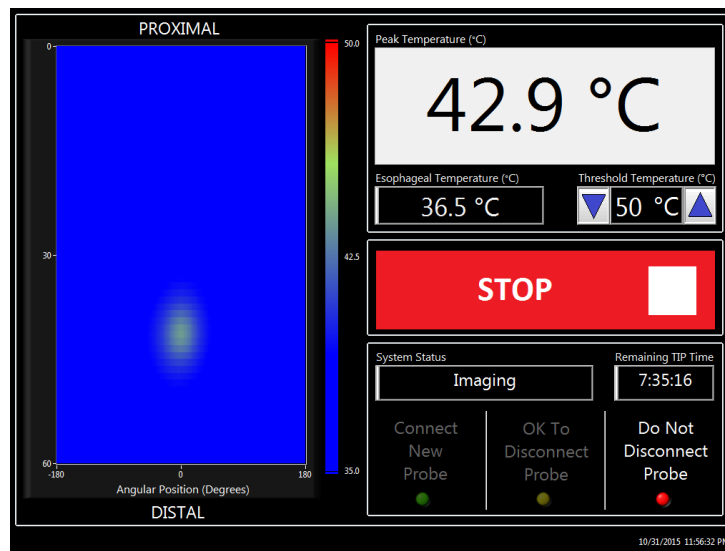 PROXIMAL
0
30
60
-180
0
180
Angular Position (Degrees)
DISTAL
50.0
42.5
35.0
Peak Temperature (°C)
42.9 °C
Esophageal Temperature (°C)
Threshold Temperature (°C)
36.5 °C
50 °C
STOP
System Status
Remaining TIP Time
Imaging
7:35:16
Connect
New
Probe
OK To
Disconnect
Probe
Do Not
Disconnect
Probe
10/31/2015 11:56:32 PM